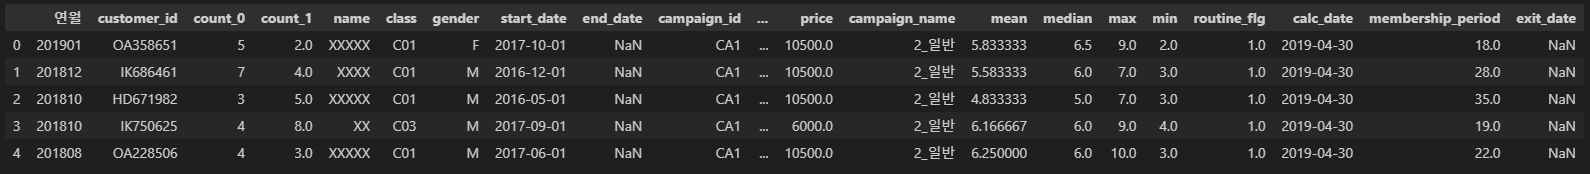 연월 customer_id count_0 count_1 name class gender start_date end_date campaign_id ... price campaign_name mean median max min routine_flg calc_date membership_period exit_date
0 201901 OA358651 5 2.0 XXXXX C01 F 2017-10-01 NaN CA1 ... 10500.0 2_일반 5.833333 6.5 9.0 2.0 1.0 2019-04-30 18.0 NaN
1 201812 IK686461 7 4.0 XXXX C01 M 2016-12-01 NaN CA1 ... 10500.0 2_일반 5.583333 6.0 7.0 3.0 1.0 2019-04-30 28.0 NaN
2 201810 HD671982 3 5.0 XXXXX C01 M 2016-05-01 NaN CA1 ... 10500.0 2_일반 4.833333 5.0 7.0 3.0 1.0 2019-04-30 35.0 NaN
3 201810 IK750625 4 8.0 XX C03 M 2017-09-01 NaN CA1 ... 6000.0 2_일반 6.166667 6.0 9.0 4.0 1.0 2019-04-30 19.0 NaN
4 201808 OA228506 4 3.0 XXXXX C01 M 2017-06-01 NaN CA1 ... 10500.0 2_일반 6.250000 6.0 10.0 3.0 1.0 2019-04-30 22.0 NaN